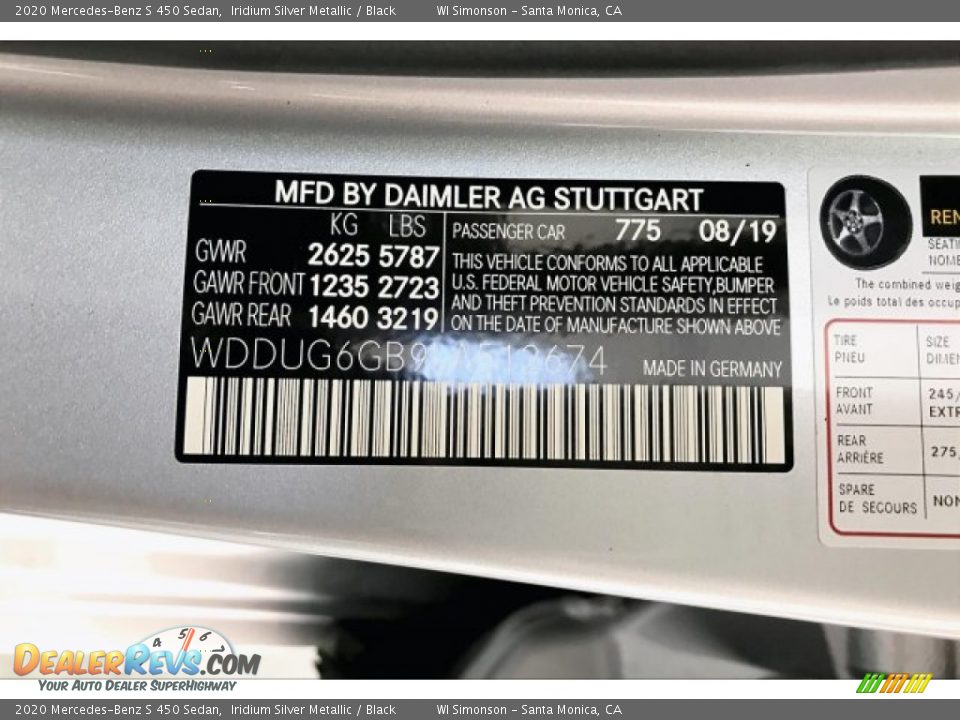 2020 Mercedes-Benz S 450 Sedan, Iridium Silver Metallic / Black WI Simonson - Santa Monica, CA
MFD BY DAIMLER AG STUTTGART
KG LBS
GVWR 2625 5787
GAWR FRONT 1235 2723
GAWR REAR 1460 3219
PASSENGER CAR 775 08/19
THIS VEHICLE CONFORMS TO ALL APPLICABLE
U.S. FEDERAL MOTOR VEHICLE SAFETY, BUMPER
AND THEFT PREVENTION STANDARDS IN EFFECT
ON THE DATE OF MANUFACTURE SHOWN ABOVE
MADE IN GERMANY
The combined
Le poids total des
TIRE SIZE
PNEU
FRONT 245/
AVANT
REAR 275/
ARRIÈRE
SPARE
DE SECOURS
4 5 6
DEALERREVS.COM
YOUR AUTO DEALER SUPERHIGHWAY
2020 Mercedes-Benz S 450 Sedan, Iridium Silver Metallic / Black WI Simonson - Santa Monica, CA